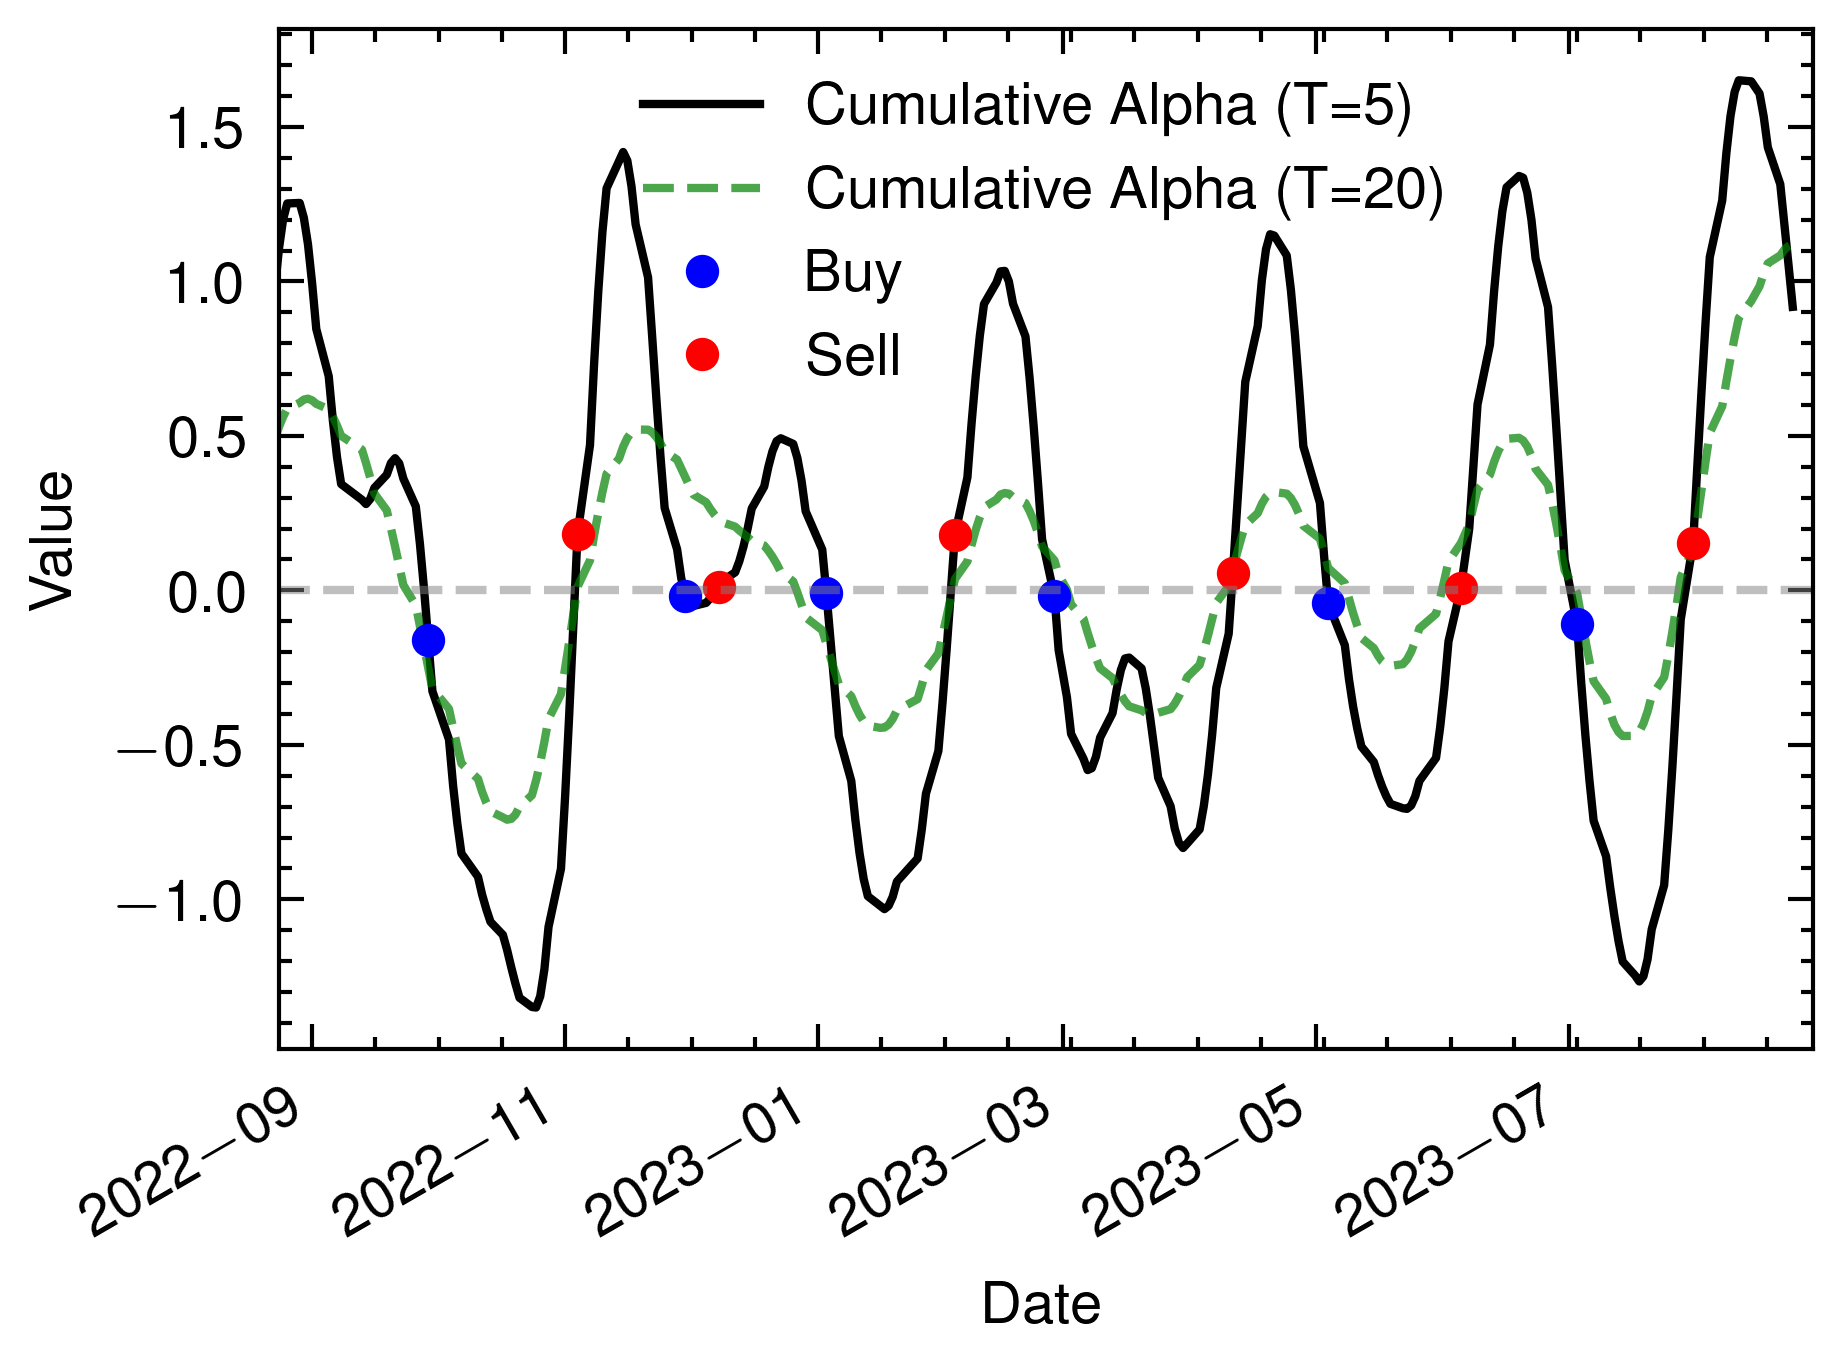 Cumulative Alpha (T=5)
Cumulative Alpha (T=20)
Buy
Sell
Value
1.5
1.0
0.5
0.0
−0.5
−1.0
2022−09
2022−11
2023−01
2023−03
2023−05
2023−07
Date